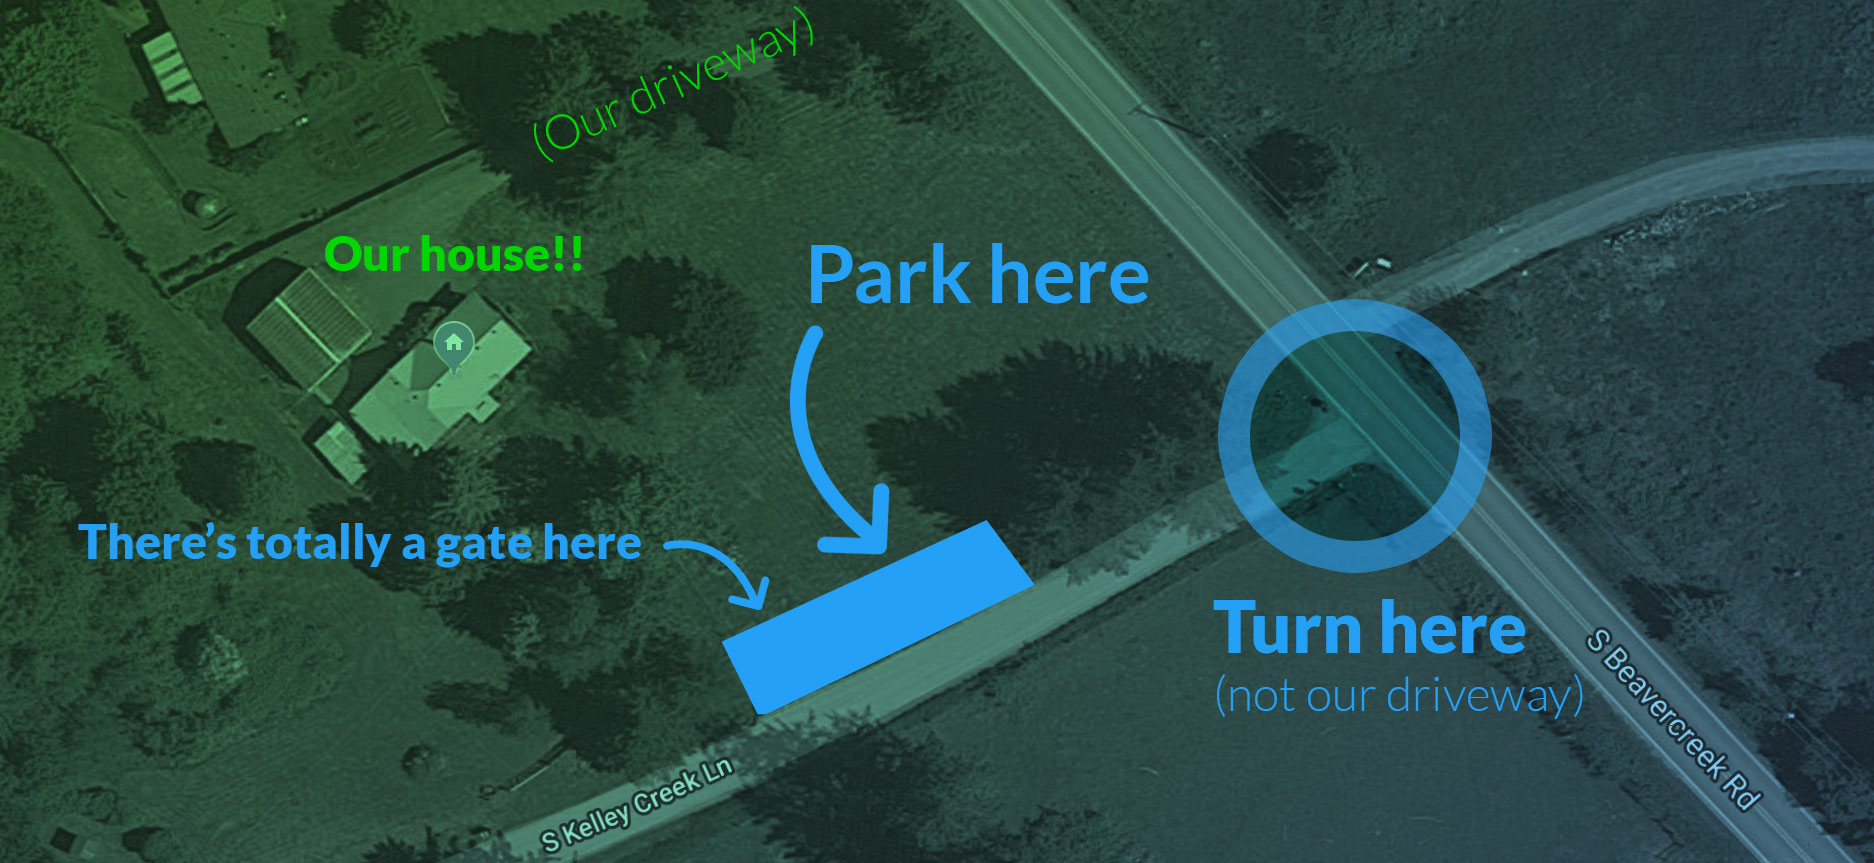 (Our driveway)
Our house!!
Park here
There's totally a gate here
Turn here
(not our driveway)
S Beavercreek Rd
S Kelley Creek Ln